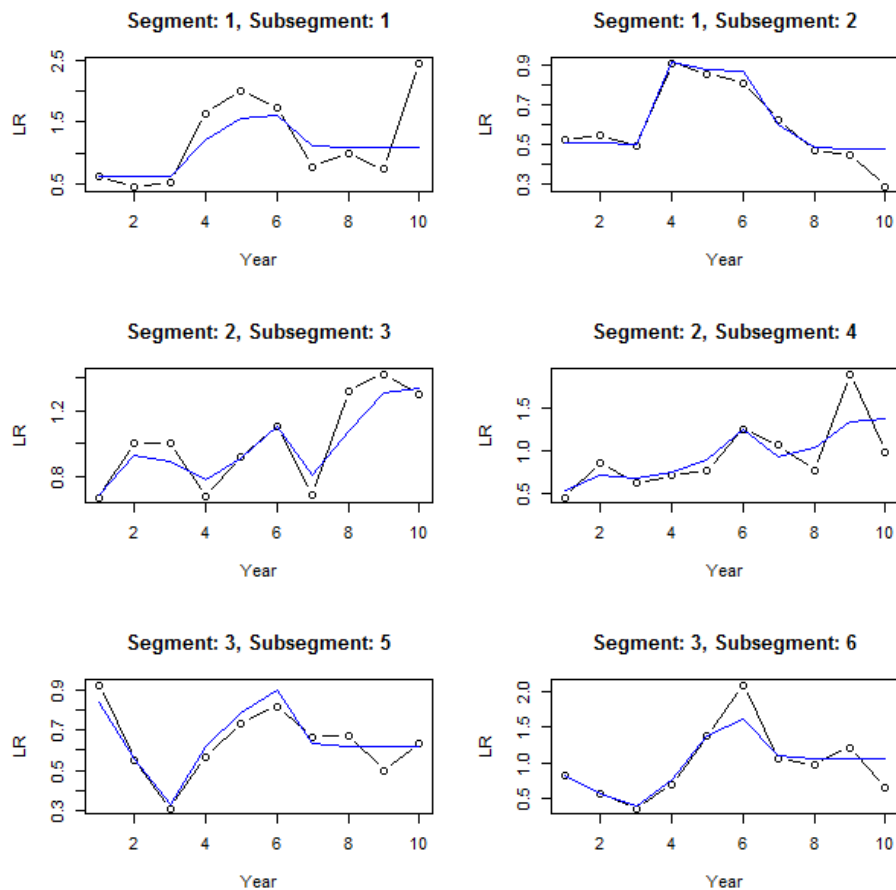 Segment: 1, Subsegment: 1
LR
2.5
1.5
0.5
2 4 6 8 10
Year
Segment: 1, Subsegment: 2
LR
0.9
0.7
0.5
0.3
2 4 6 8 10
Year
Segment: 2, Subsegment: 3
LR
1.2
0.8
2 4 6 8 10
Year
Segment: 2, Subsegment: 4
LR
1.5
1.0
0.5
2 4 6 8 10
Year
Segment: 3, Subsegment: 5
LR
0.9
0.7
0.5
0.3
2 4 6 8 10
Year
Segment: 3, Subsegment: 6
LR
2.0
1.5
1.0
0.5
2 4 6 8 10
Year